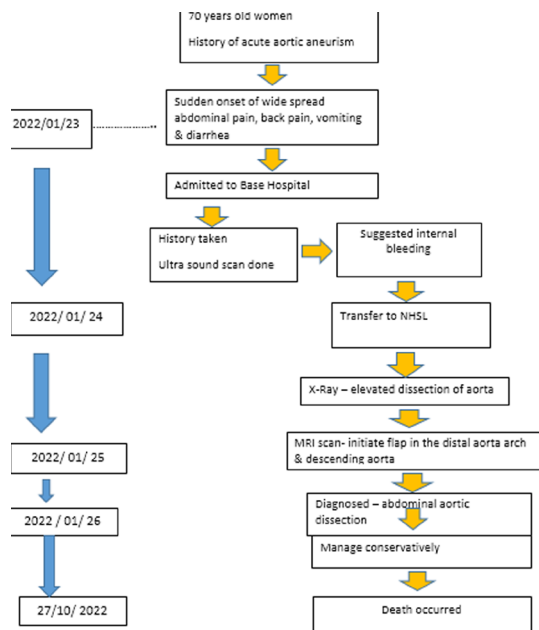 70 years old women
History of acute aortic aneurism
2022/01/23
Sudden onset of wide spread
abdominal pain, back pain, vomiting
& diarrhea
Admitted to Base Hospital
History taken
Ultra sound scan done
Suggested internal
bleeding
2022/ 01/ 24
Transfer to NHSL
X-Ray – elevated dissection of aorta
MRI scan- initiate flap in the distal aorta arch
& descending aorta
2022 / 01/ 25
Diagnosed – abdominal aortic
dissection
2022 / 01/ 26
Manage conservatively
27/10/ 2022
Death occurred